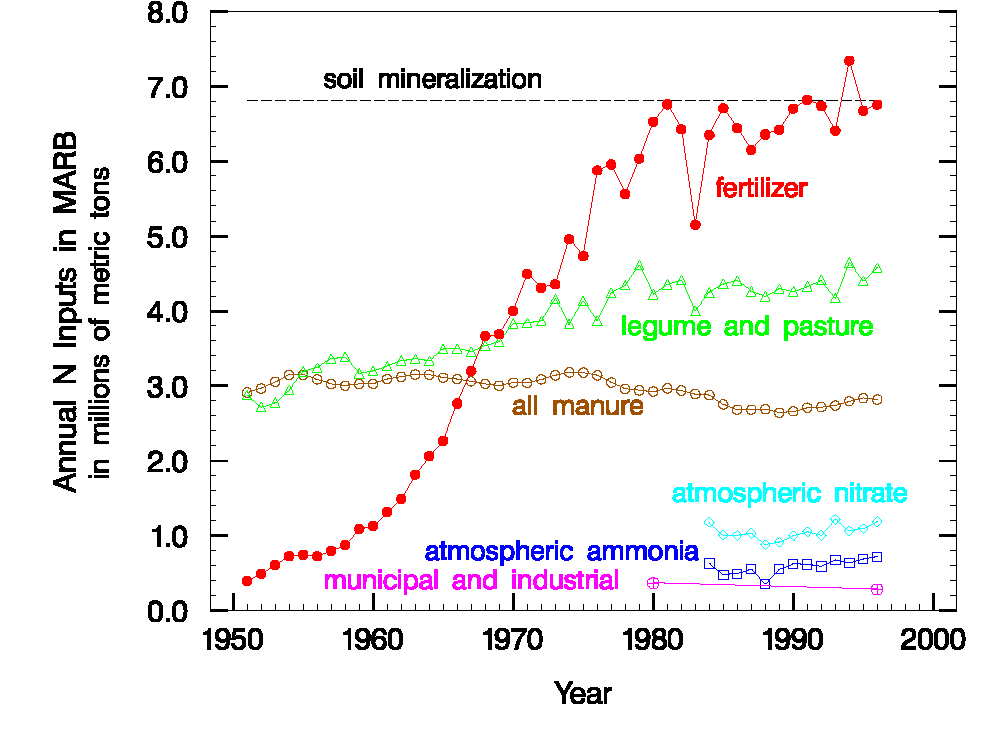 8.0
soil mineralization
7.0
6.0
fertilizer
5.0
4.0
legume and pasture
3.0
all manure
2.0
atmospheric nitrate
1.0
atmospheric ammonia
municipal and industrial
0.0
1950 1960 1970 1980 1990 2000
Year
Annual N Inputs in MARB
in millions of metric tons